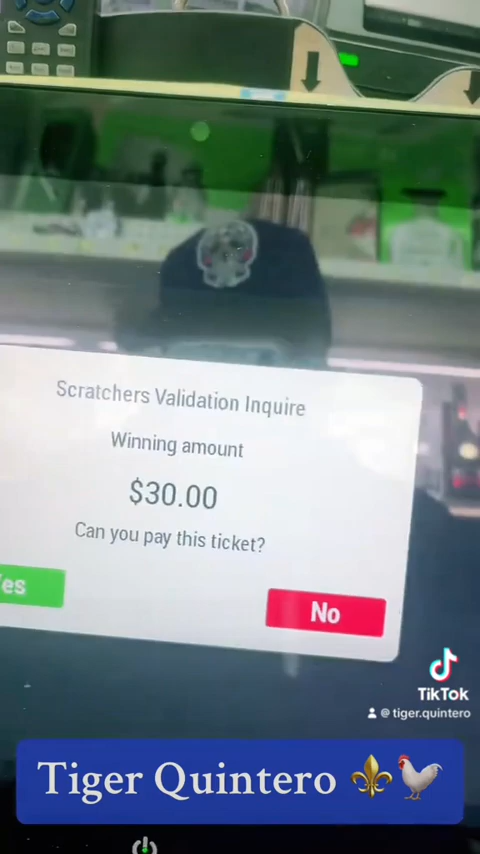 Scratchers Validation Inquire
Winning amount
$30.00
Can you pay this ticket?
es
No
TikTok
@tiger.quintero
Tiger Quintero ⚜️🐓